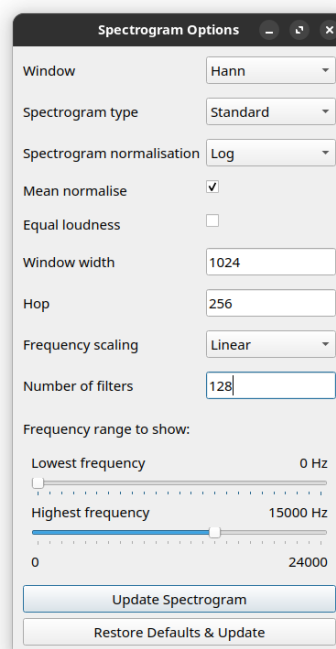 Spectrogram Options
Window Hann
Spectrogram type Standard
Spectrogram normalisation Log
Mean normalise
Equal loudness
Window width 1024
Hop 256
Frequency scaling Linear
Number of filters 128
Frequency range to show:
Lowest frequency 0 Hz
Highest frequency 15000 Hz
0 24000
Update Spectrogram
Restore Defaults & Update